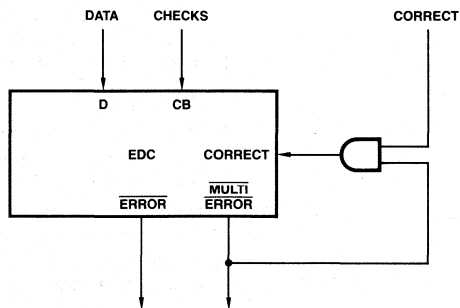 DATA CHECKS CORRECT
D CB
EDC CORRECT
MULTI
ERROR ERROR